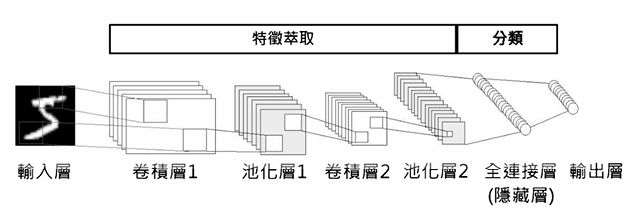 特徵萃取
分類
輸入層
卷積層1
池化層1
卷積層2
池化層2
全連接層
(隱藏層)
輸出層